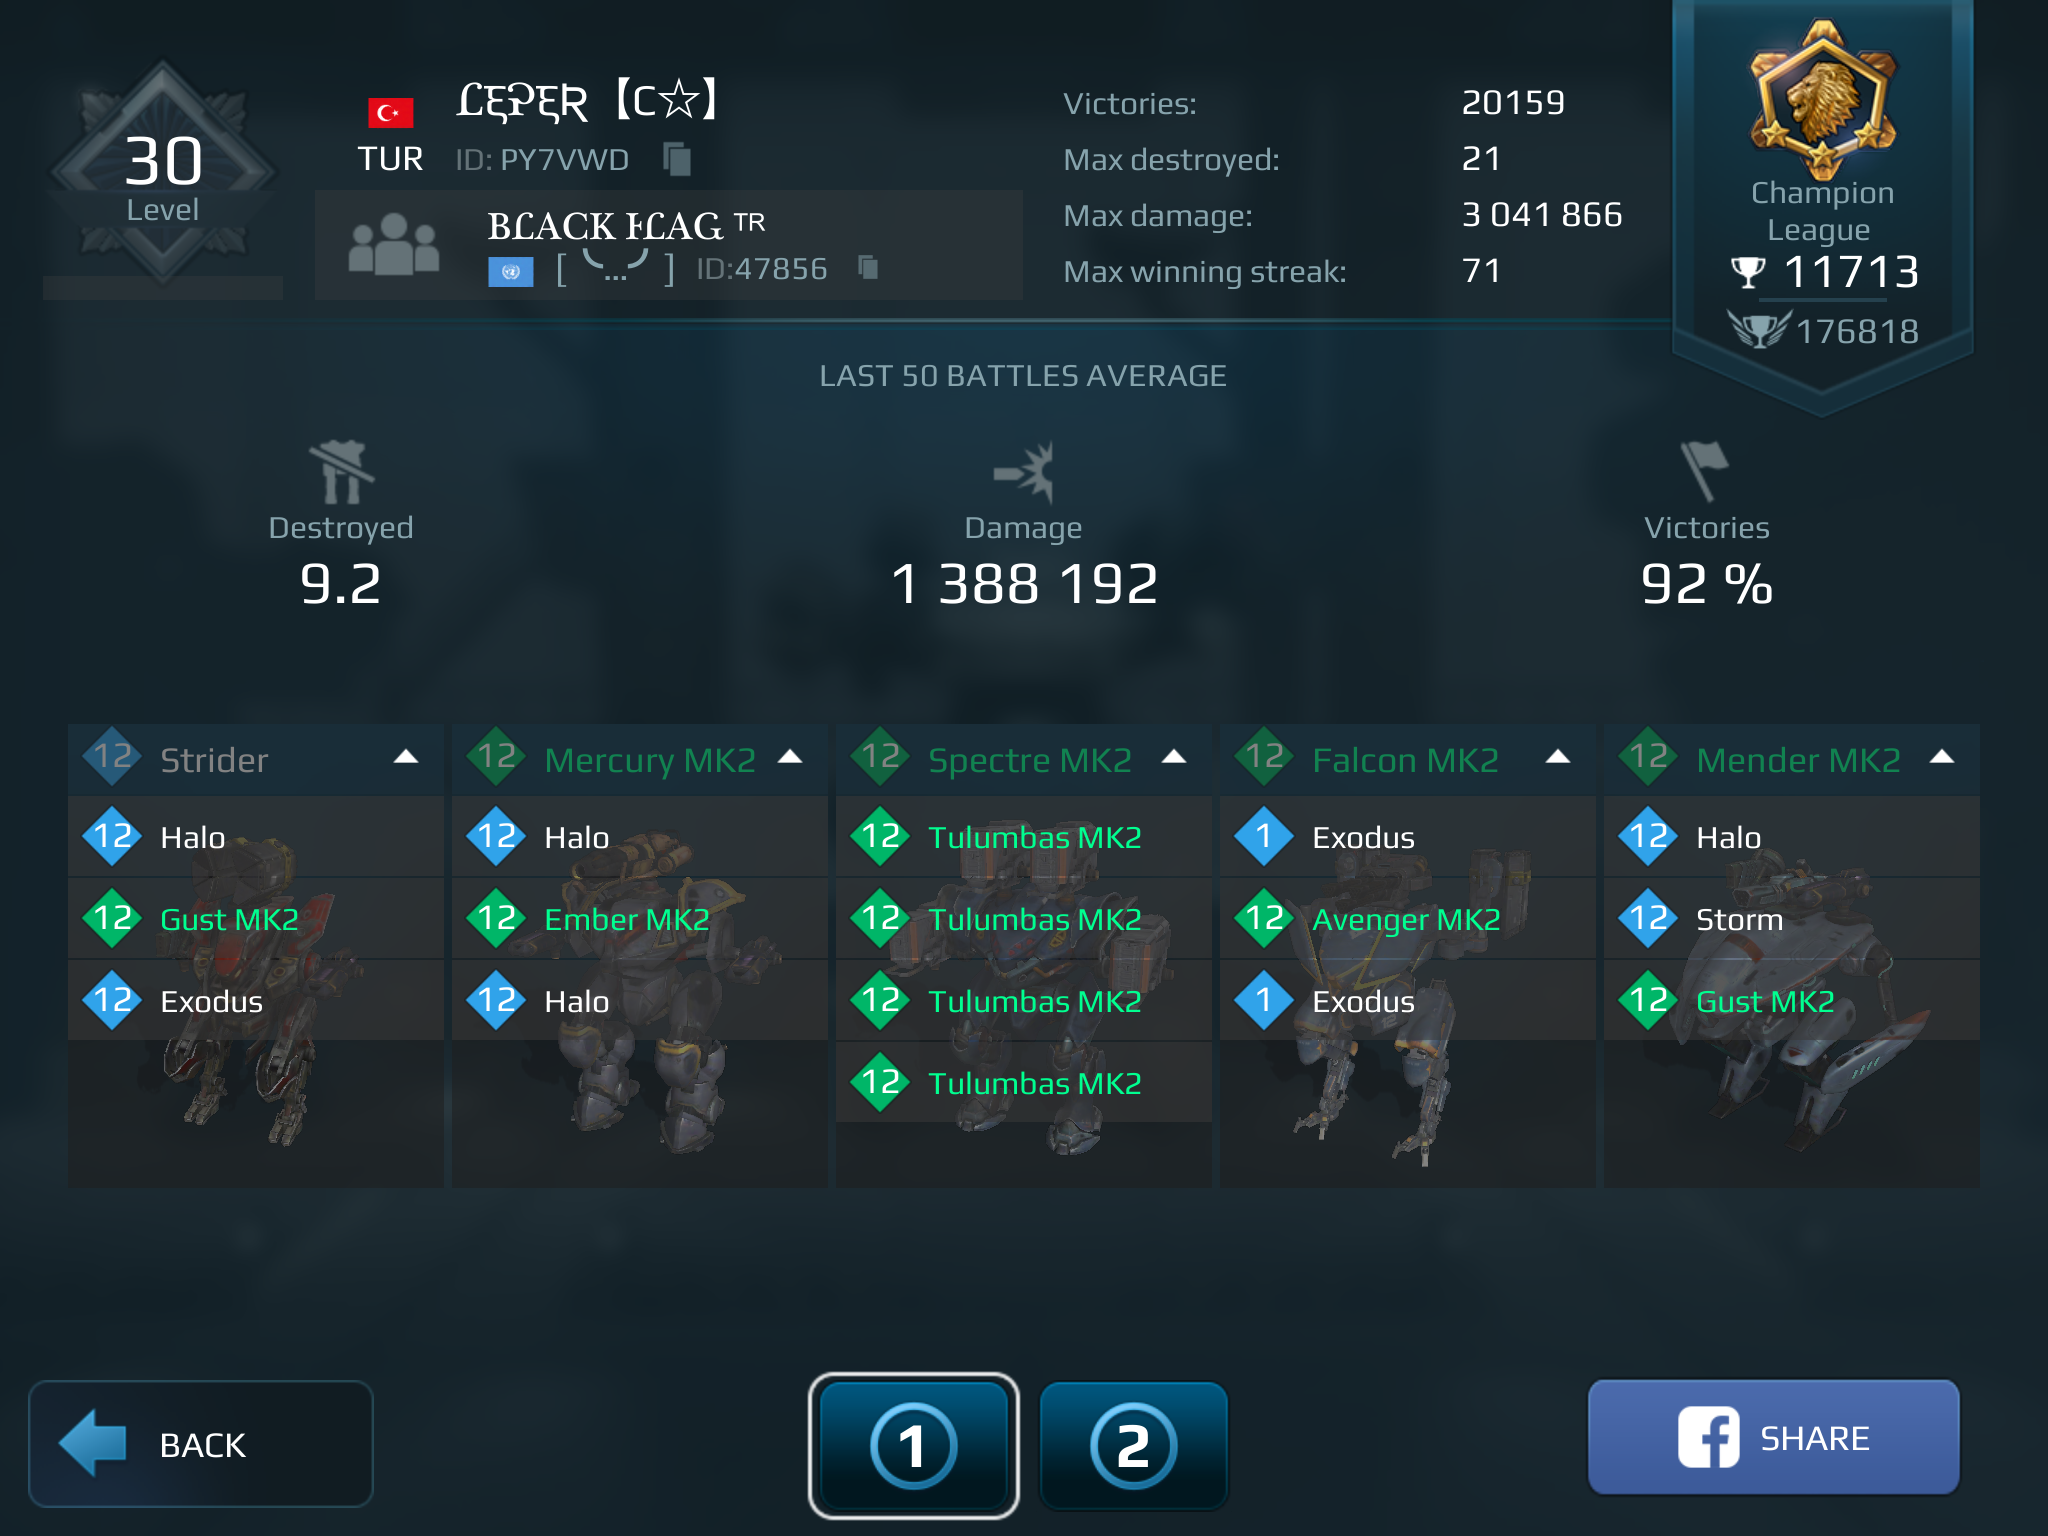 30
Level
TUR
ᏝξᎮξƦ【C☆】
ID: PY7VWD
BᏝACK ⱵᏝAG TR
[ ╰...╯ ] ID:47856
Victories: 20159
Max destroyed: 21
Max damage: 3 041 866
Max winning streak: 71
Champion
League
11713
176818
LAST 50 BATTLES AVERAGE
Destroyed
9.2
Damage
1 388 192
Victories
92 %
12 Strider
12 Halo
12 Gust MK2
12 Exodus
12 Mercury MK2
12 Halo
12 Ember MK2
12 Halo
12 Spectre MK2
12 Tulumbas MK2
12 Tulumbas MK2
12 Tulumbas MK2
12 Tulumbas MK2
12 Falcon MK2
1 Exodus
12 Avenger MK2
1 Exodus
12 Mender MK2
12 Halo
12 Storm
12 Gust MK2
BACK
1
2
SHARE